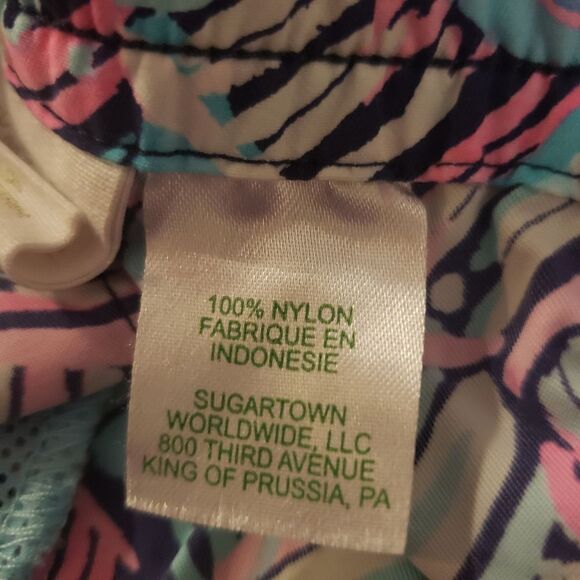 100% NYLON
FABRIQUE EN
INDONESIE
SUGARTOWN
WORLDWIDE, LLC
800 THIRD AVENUE
KING OF PRUSSIA, PA